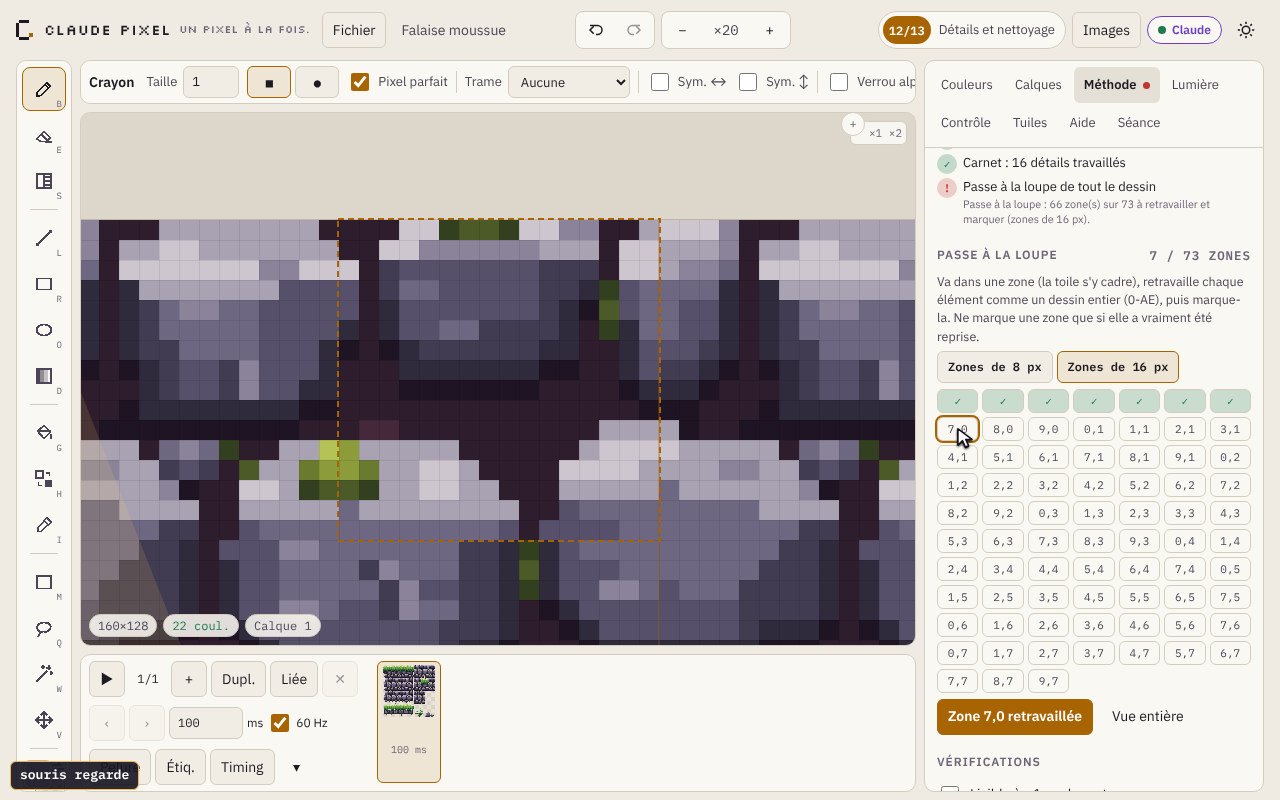 CLAUDE PIXEL UN PIXEL À LA FOIS. Fichier Falaise moussue − ×20 + 12/13 Détails et nettoyage Images Claude
Crayon Taille 1 Pixel parfait Trame Aucune Sym. ↔ Sym. ↕ Verrou alp
Couleurs Calques Méthode Lumière
Contrôle Tuiles Aide Séance
B
E
S
L
R
O
D
G
H
I
M
Q
W
V
+ ×1 ×2
160×128 22 coul. Calque 1
✓ Carnet : 16 détails travaillés
! Passe à la loupe de tout le dessin
Passe à la loupe : 66 zone(s) sur 73 à retravailler et
marquer (zones de 16 px).
PASSE À LA LOUPE 7 / 73 ZONES
Va dans une zone (la toile s'y cadre), retravaille chaque
élément comme un dessin entier (0-AE), puis marque-
la. Ne marque une zone que si elle a vraiment été
reprise.
Zones de 8 px Zones de 16 px
✓ ✓ ✓ ✓ ✓ ✓ ✓
7,0 8,0 9,0 0,1 1,1 2,1 3,1
4,1 5,1 6,1 7,1 8,1 9,1 0,2
1,2 2,2 3,2 4,2 5,2 6,2 7,2
8,2 9,2 0,3 1,3 2,3 3,3 4,3
5,3 6,3 7,3 8,3 9,3 0,4 1,4
2,4 3,4 4,4 5,4 6,4 7,4 0,5
1,5 2,5 3,5 4,5 5,5 6,5 7,5
0,6 1,6 2,6 3,6 4,6 5,6 7,6
0,7 1,7 2,7 3,7 4,7 5,7 6,7
7,7 8,7 9,7
Zone 7,0 retravaillée Vue entière
VÉRIFICATIONS
1/1 + Dupl. Liée ✕
‹ › 100 ms 60 Hz
Étiq. Timing ▼
100 ms
souris regarde